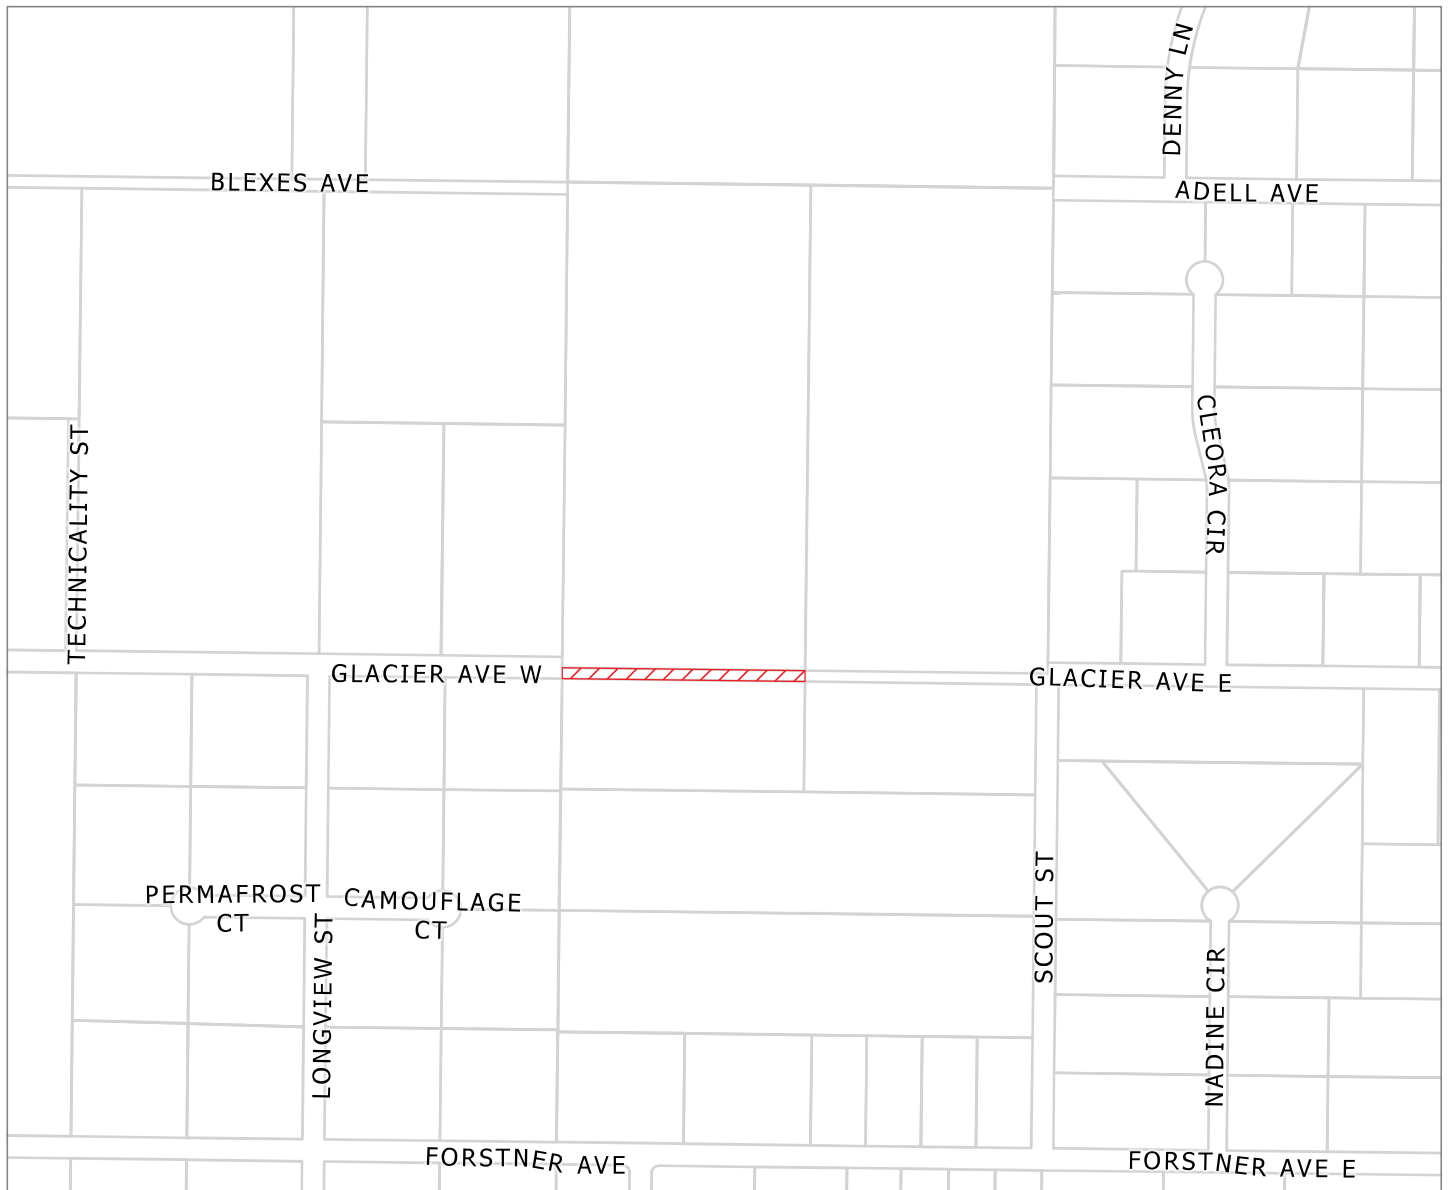 DENNY LN
BLEXES AVE
ADELL AVE
CLEORA CIR
TECHNICALITY ST
GLACIER AVE W
GLACIER AVE E
PERMAFROST
CT
CAMOUFLAGE
CT
SCOUT ST
LONGVIEW ST
NADINE CIR
FORSTNER AVE
FORSTNER AVE E